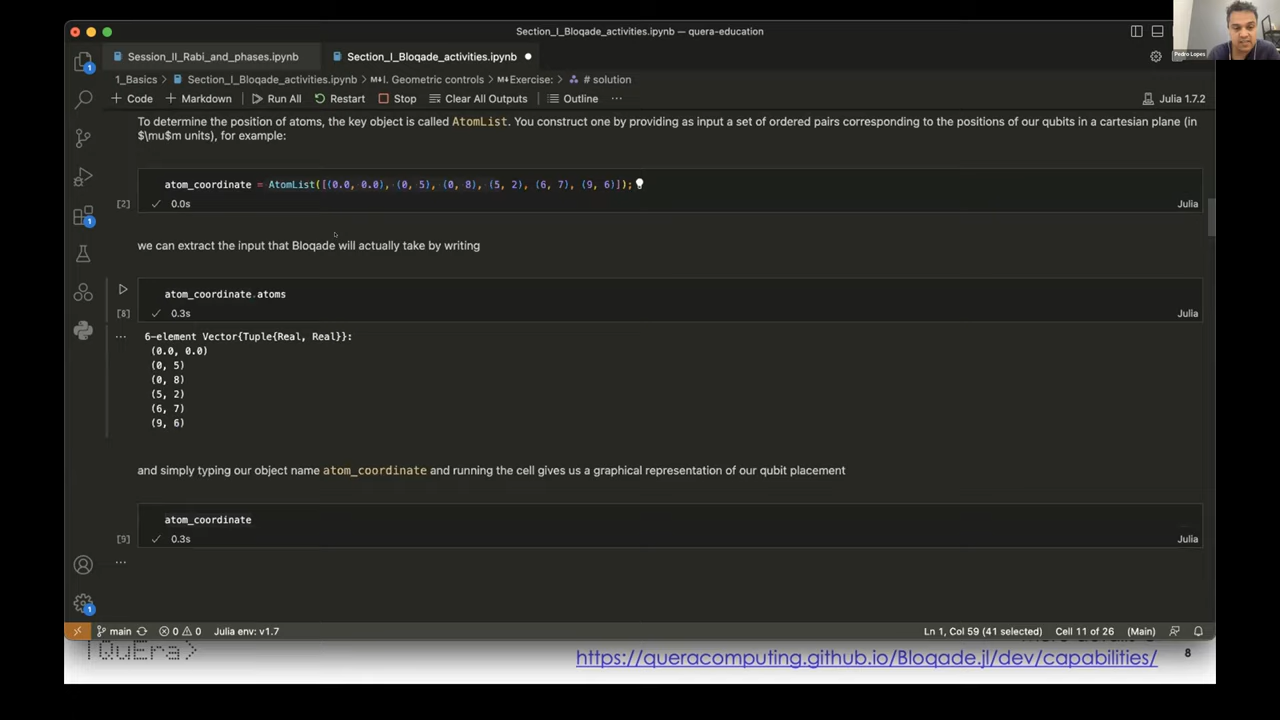 Section_I_Bloqade_activities.ipynb — quera-education
Pedro Lopes
Session_II_Rabi_and_phases.ipynb
Section_I_Bloqade_activities.ipynb
1_Basics > Section_I_Bloqade_activities.ipynb > I. Geometric controls > Exercise: > # solution
+ Code + Markdown Run All Restart Stop Clear All Outputs Outline ... Julia 1.7.2
To determine the position of atoms, the key object is called AtomList. You construct one by providing as input a set of ordered pairs corresponding to the positions of our qubits in a cartesian plane (in
$\mu$m units), for example:
atom_coordinate = AtomList([(0.0, 0.0), (0, 5), (0, 8), (5, 2), (6, 7), (9, 6)]);
[2] 0.0s Julia
we can extract the input that Bloqade will actually take by writing
atom_coordinate.atoms
[8] 0.3s Julia
6-element Vector{Tuple{Real, Real}}:
(0.0, 0.0)
(0, 5)
(0, 8)
(5, 2)
(6, 7)
(9, 6)
and simply typing our object name atom_coordinate and running the cell gives us a graphical representation of our qubit placement
atom_coordinate
[9] 0.3s Julia
main 0 0 Julia env: v1.7 Ln 1, Col 59 (41 selected) Cell 11 of 26 (Main)
|QuEra>
https://queracomputing.github.io/Bloqade.jl/dev/capabilities/
8